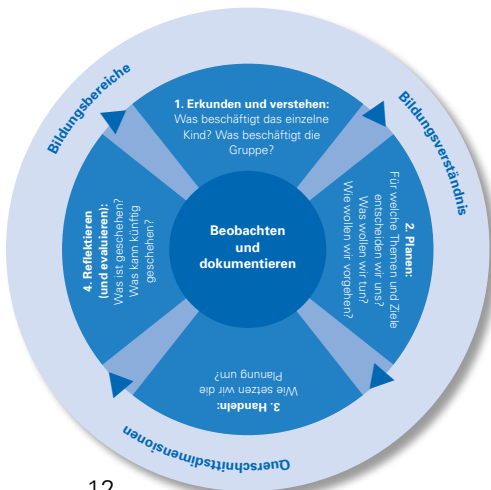 Bildungsbereiche
Bildungsverständnis
1. Erkunden und verstehen:
Was beschäftigt das einzelne
Kind? Was beschäftigt die
Gruppe?
2. Planen:
Für welche Themen und Ziele
entscheiden wir uns?
Was wollen wir tun?
Wie wollen wir vorgehen?
Beobachten
und
dokumentieren
3. Handeln:
Wie setzen wir die
Planung um?
4. Reflektieren
(und evaluieren):
Was ist geschehen?
Was kann künftig
geschehen?
Querschnittsdimensionen
12